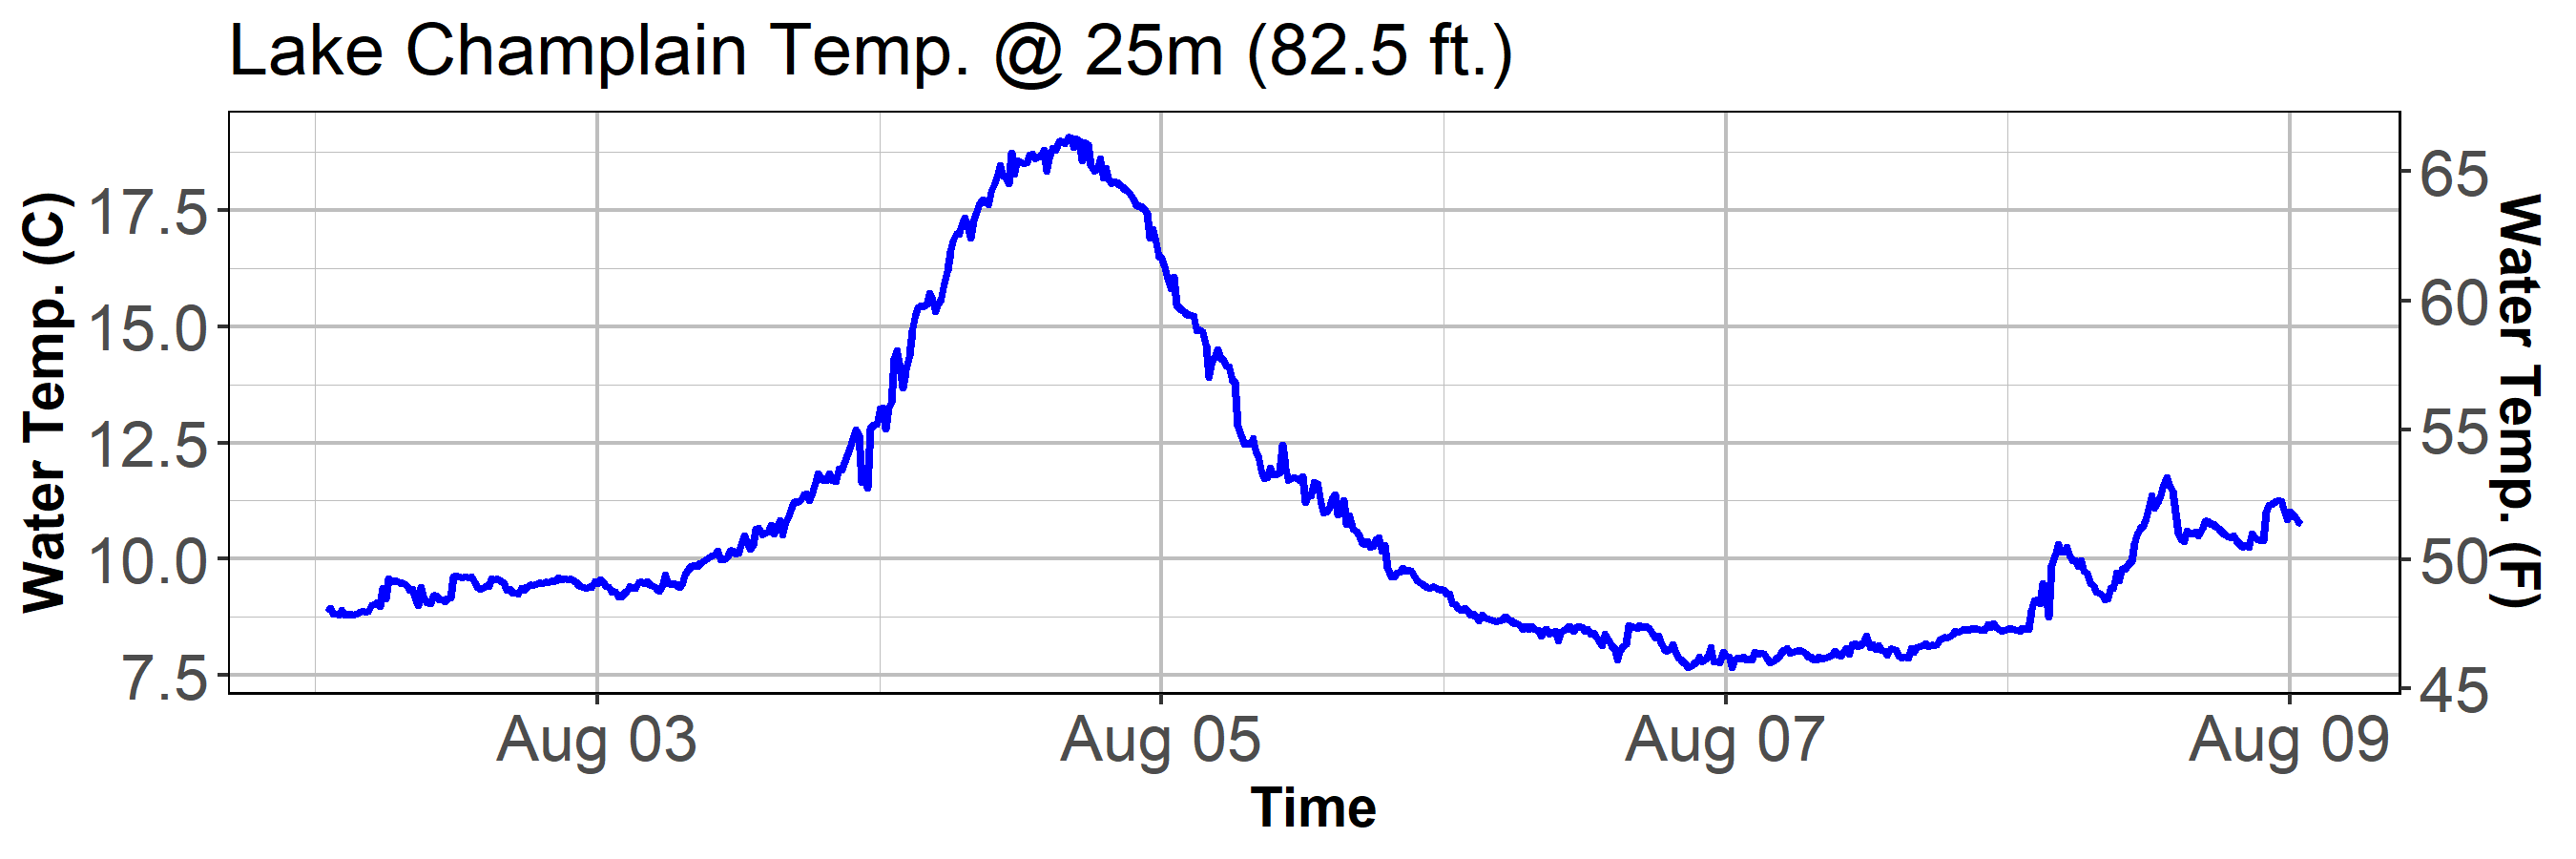 Lake Champlain Temp. @ 25m (82.5 ft.)
Water Temp. (C)
17.5
15.0
12.5
10.0
7.5
65
60
55
50
45
Water Temp. (F)
Aug 03
Aug 05
Aug 07
Aug 09
Time